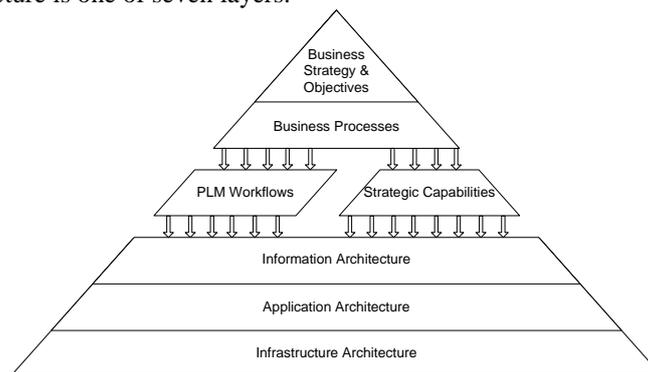 is one of seven layers.
Business
Strategy &
Objectives
Business Processes
PLM Workflows
Strategic Capabilities
Information Architecture
Application Architecture
Infrastructure Architecture